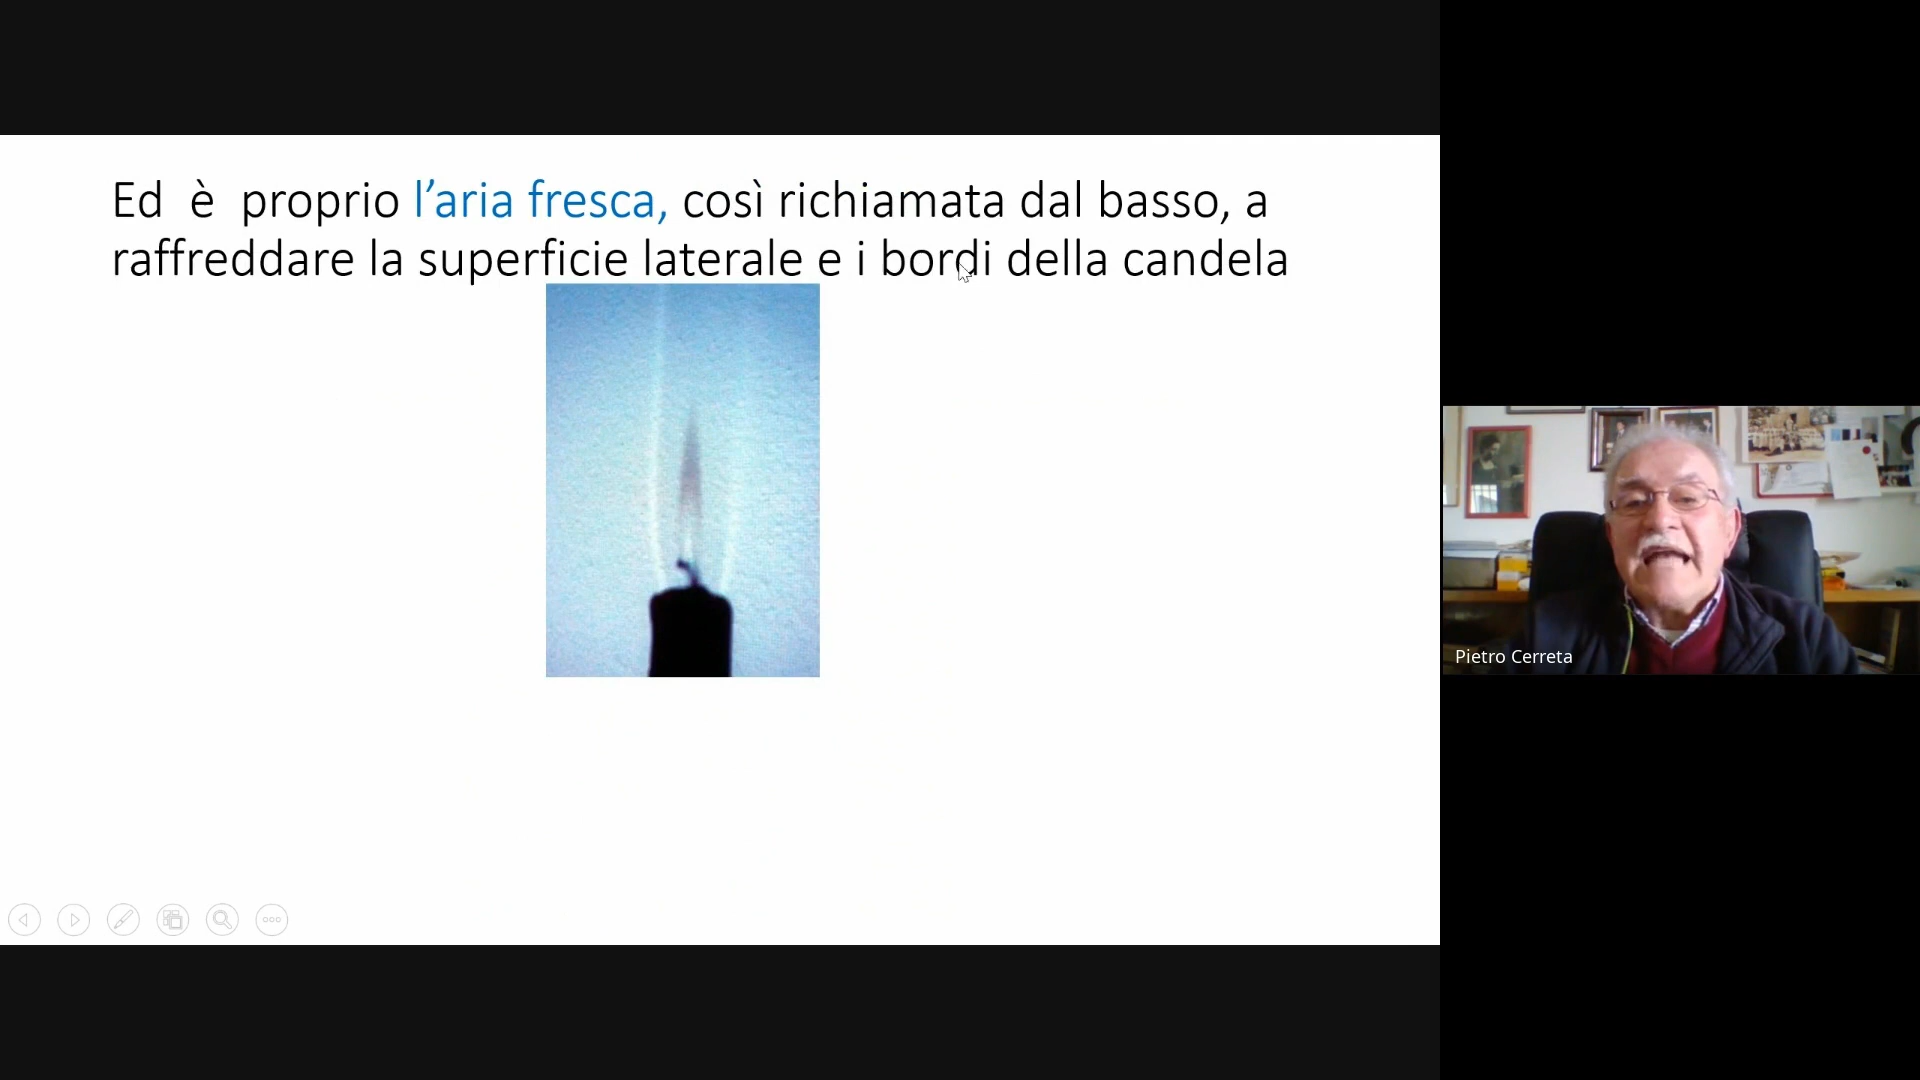 Ed è proprio l’aria fresca, così richiamata dal basso, a
raffreddare la superficie laterale e i bordi della candela
Pietro Cerreta